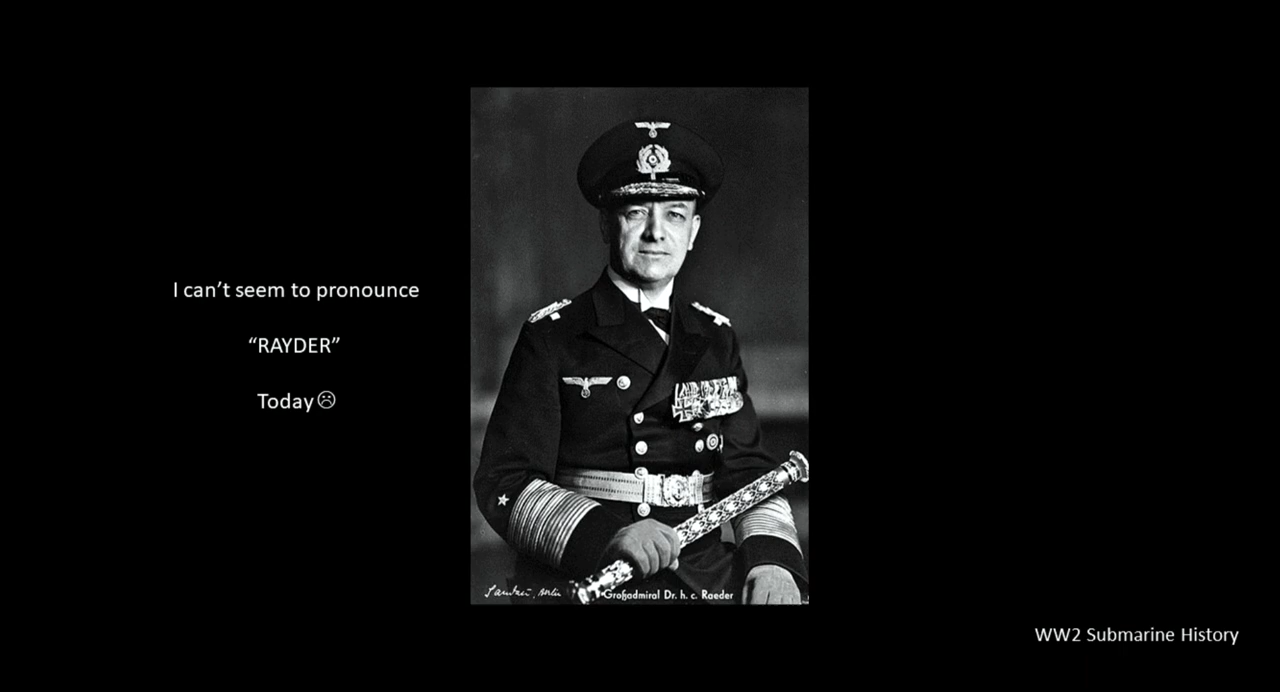 I can't seem to pronounce
“RAYDER”
Today☹
Großadmiral Dr. h. c. Raeder
WW2 Submarine History